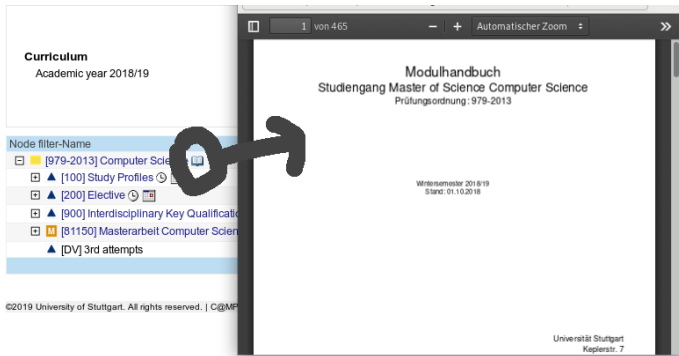 Curriculum
Academic year 2018/19
Node filter-Name
[979-2013] Computer Scie
[100] Study Profiles
[200] Elective
[900] Interdisciplinary Key Qualificatio
M [81150] Masterarbeit Computer Scien
[DV] 3rd attempts
©2019 University of Stuttgart. All rights reserved. | C@MP
1 von 465 − + Automatischer Zoom
Modulhandbuch
Studiengang Master of Science Computer Science
Prüfungsordnung: 979-2013
Wintersemester 2018/19
Stand: 01.10.2018
Universität Stuttgart
Keplerstr. 7